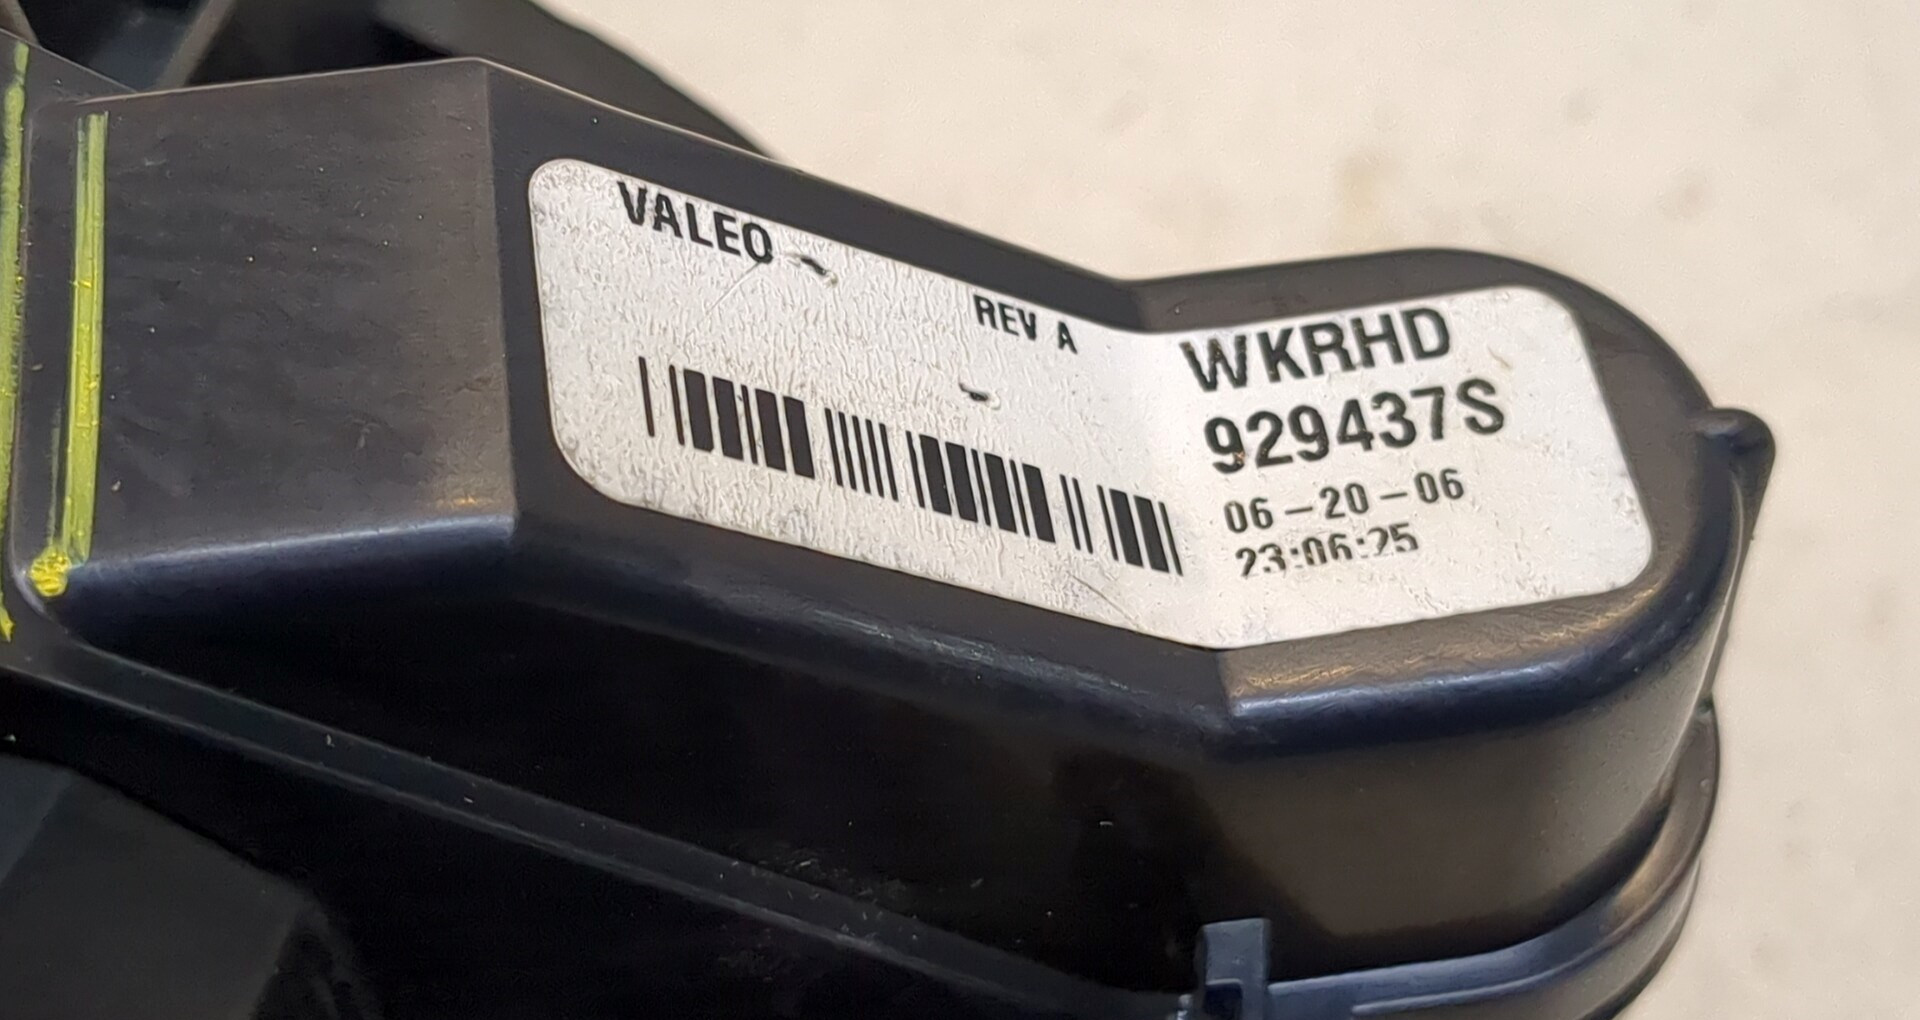 VALEO
REV A
WKRHD
929437S
06-20-06
23:06:25